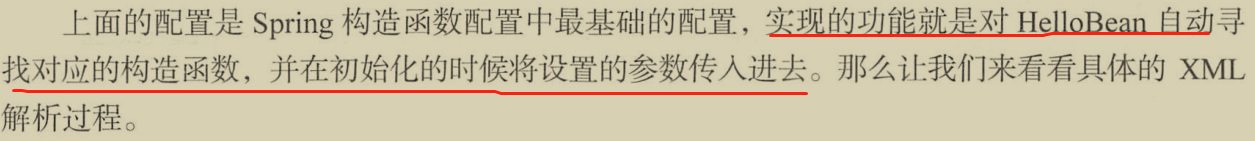 上面的配置是 Spring 构造函数配置中最基础的配置，实现的功能就是对 HelloBean 自动寻
找对应的构造函数，并在初始化的时候将设置的参数传入进去。那么让我们来看看具体的 XML
解析过程。